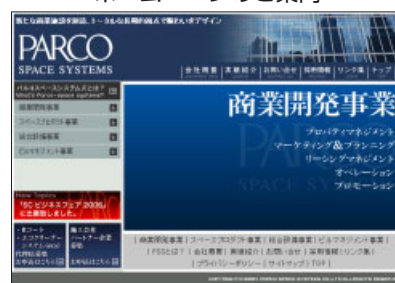 PARCO
SPACE SYSTEMS
| 会社概要 | 実績紹介 | お問い合せ | 採用情報 | リンク集 | トップ
パルコスペースシステムズとは?
What's Parco-space systems?
商業開発事業
スペースプロダクト事業
総合設備事業
ビルマネジメント事業
商業開発事業
プロパティマネジメント
マーケティング&プランニング
リーシングマネジメント
オペレーション
プロモーション
New Topics
"SC ビジネスフェア 2006"
に出展致しました。
| 商業開発事業 | スペースプロダクト事業 | 総合設備事業 | ビルマネジメント事業 |
| PSSとは? | 会社概要 | 実績紹介 | お問い合せ | 採用情報 | リンク集 |
| プライバシーポリシー | サイトマップ | TOP |